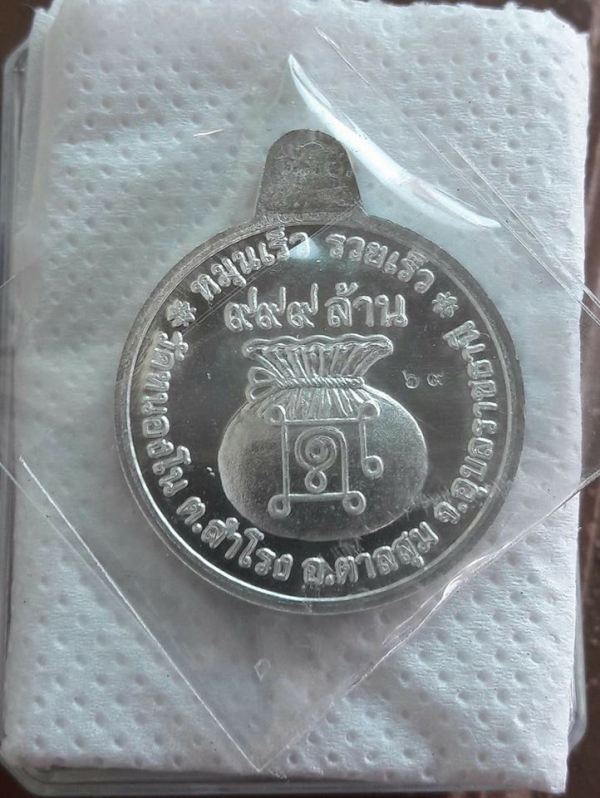 * หมุนเร็ว รวยเร็ว *
๙๙๙ ล้าน
๖๙
วัดหนองโน ต.สำโรง อ.ตาลสุม จ.อุบลราชธานี